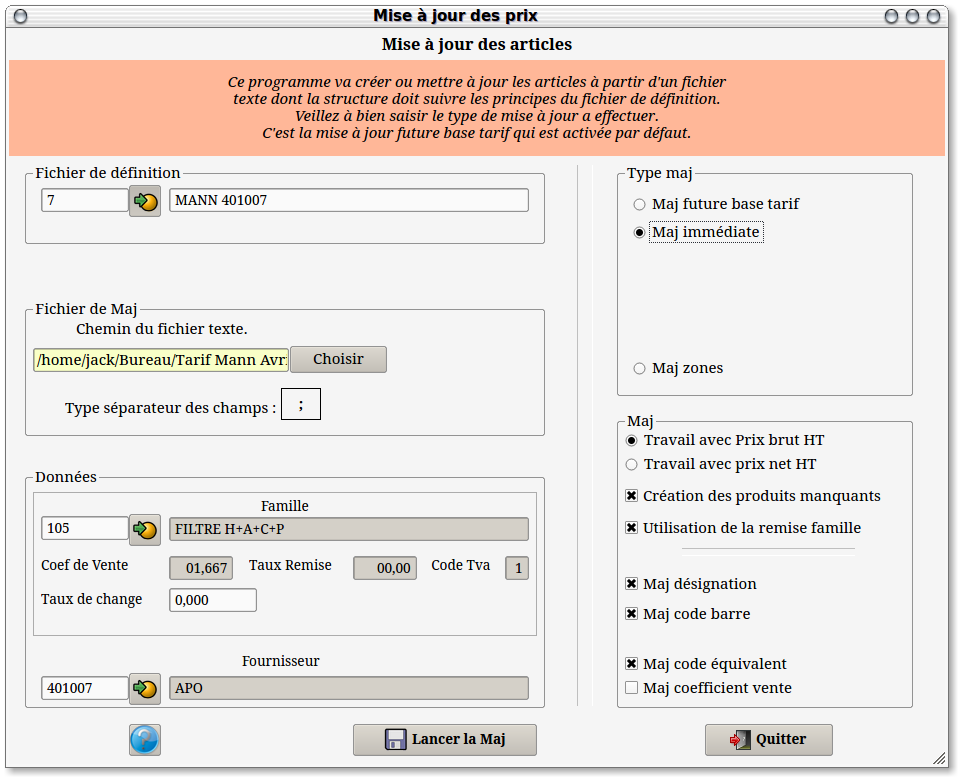 Mise à jour des prix
Mise à jour des articles
Ce programme va créer ou mettre à jour les articles à partir d'un fichier
texte dont la structure doit suivre les principes du fichier de définition.
Veillez à bien saisir le type de mise à jour a effectuer.
C'est la mise à jour future base tarif qui est activée par défaut.
Fichier de définition
7 MANN 401007
Fichier de Maj
Chemin du fichier texte.
/home/jack/Bureau/Tarif Mann Avr Choisir
Type séparateur des champs : ;
Données
Famille
105 FILTRE H+A+C+P
Coef de Vente 01,667 Taux Remise 00,00 Code Tva 1
Taux de change 0,000
Fournisseur
401007 APO
Type maj
Maj future base tarif
Maj immédiate
Maj zones
Maj
Travail avec Prix brut HT
Travail avec prix net HT
Création des produits manquants
Utilisation de la remise famille
Maj désignation
Maj code barre
Maj code équivalent
Maj coefficient vente
? Lancer la Maj Quitter